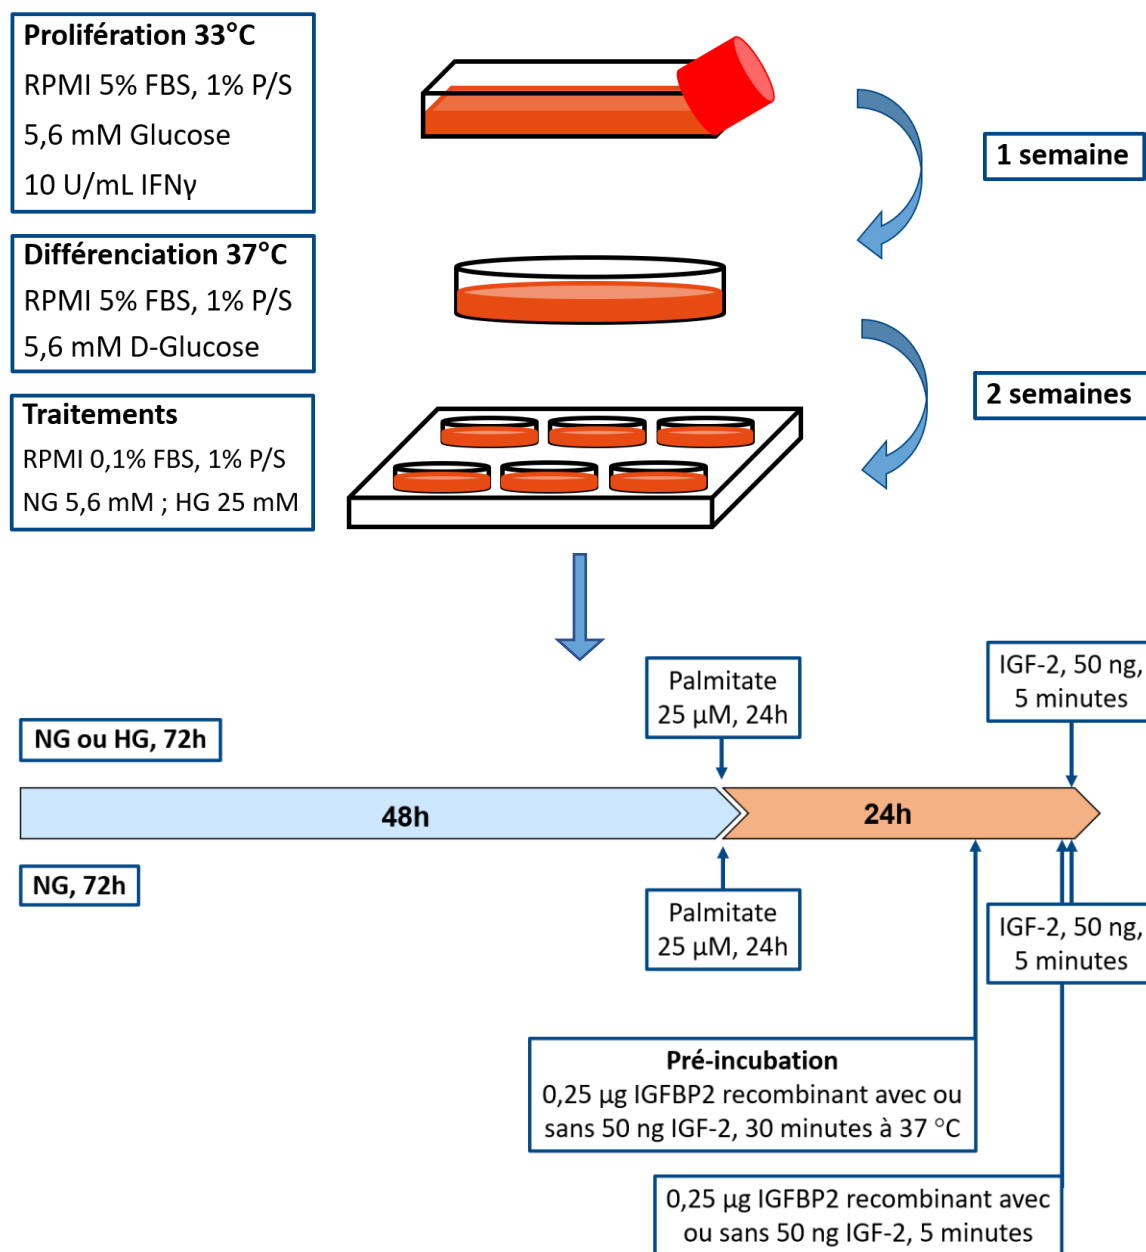 Prolifération 33°C
RPMI 5% FBS, 1% P/S
5,6 mM Glucose
10 U/mL IFNγ
1 semaine
Différenciation 37°C
RPMI 5% FBS, 1% P/S
5,6 mM D-Glucose
2 semaines
Traitements
RPMI 0,1% FBS, 1% P/S
NG 5,6 mM ; HG 25 mM
Palmitate
25 µM, 24h
IGF-2, 50 ng,
5 minutes
NG ou HG, 72h
48h
24h
NG, 72h
Palmitate
25 µM, 24h
IGF-2, 50 ng,
5 minutes
Pré-incubation
0,25 µg IGFBP2 recombinant avec ou
sans 50 ng IGF-2, 30 minutes à 37 °C
0,25 µg IGFBP2 recombinant avec
ou sans 50 ng IGF-2, 5 minutes